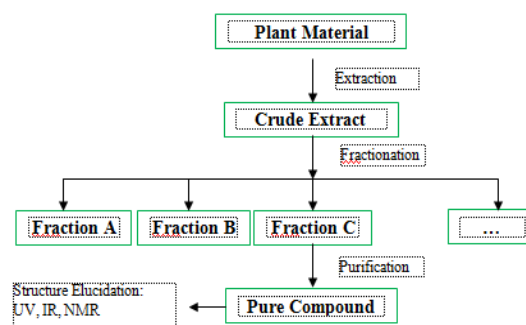 Plant Material
Extraction
Crude Extract
Fractionation
Fraction A
Fraction B
Fraction C
...
Purification
Structure Elucidation:
UV, IR, NMR
Pure Compound